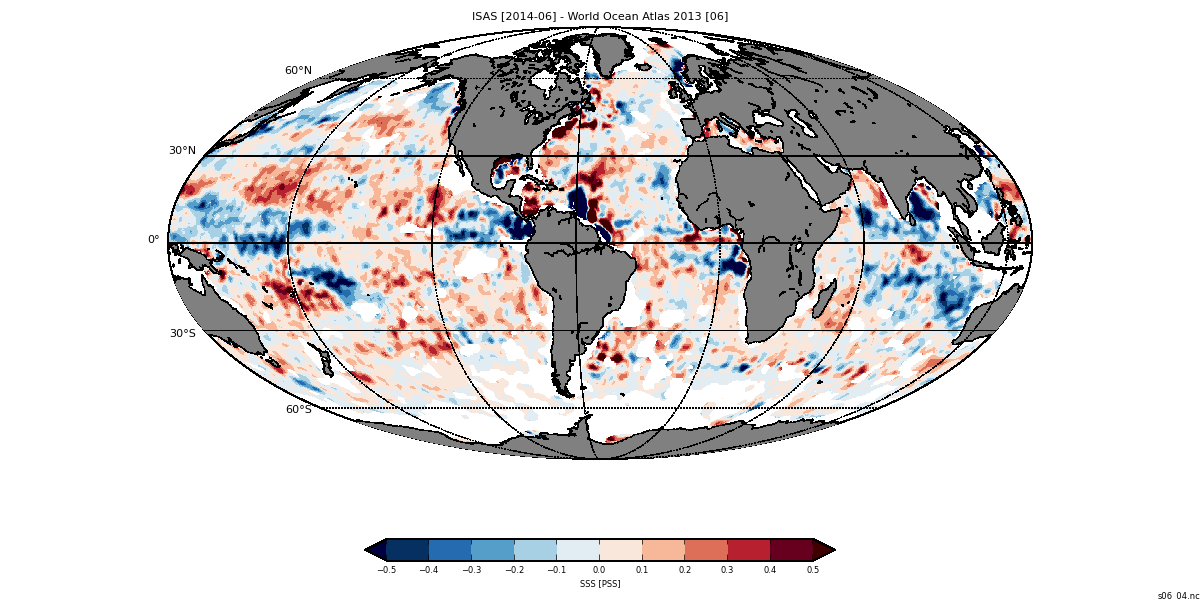 ISAS [2014-06] - World Ocean Atlas 2013 [06]
60°N
30°N
0°
30°S
60°S
−0.5 −0.4 −0.3 −0.2 −0.1 0.0 0.1 0.2 0.3 0.4 0.5
SSS [PSS]
s06_04.nc